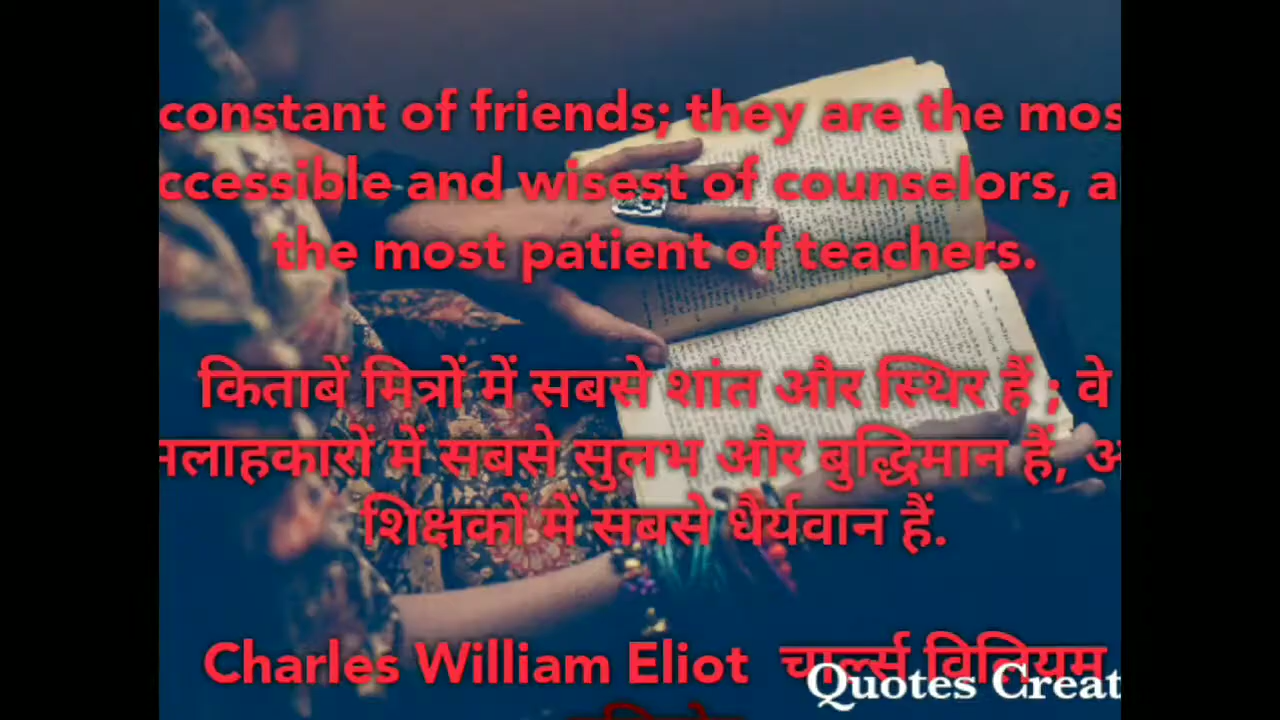 constant of friends; they are the mos
ccessible and wisest of counselors, a
the most patient of teachers.
किताबें मित्रों में सबसे शांत और स्थिर हैं ; वे
सलाहकारों में सबसे सुलभ और बुद्धिमान हैं, औ
शिक्षकों में सबसे धैर्यवान हैं.
Charles William Eliot चार्ल्स विलियम
Quotes Creat